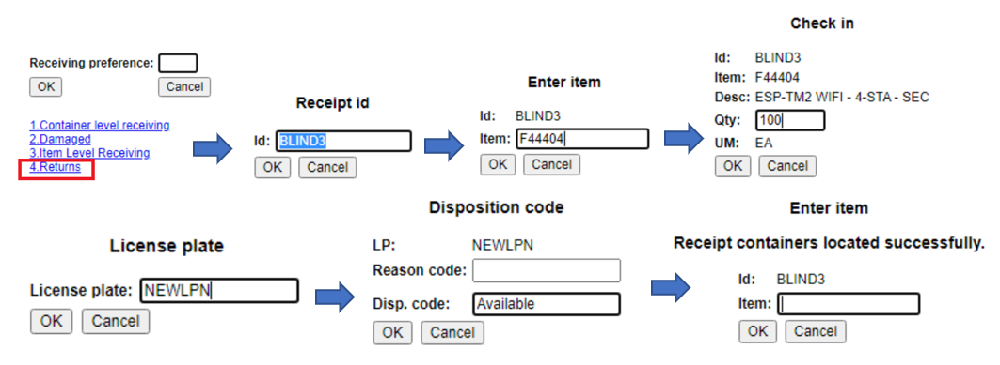 Receiving preference:
OK Cancel
1.Container level receiving
2.Damaged
3.Item Level Receiving
4.Returns
Receipt id
Id: BLIND3
OK Cancel
Enter item
Id: BLIND3
Item: F44404
OK Cancel
Check in
Id: BLIND3
Item: F44404
Desc: ESP-TM2 WIFI - 4-STA - SEC
Qty: 100
UM: EA
OK Cancel
License plate
License plate: NEWLPN
OK Cancel
Disposition code
LP: NEWLPN
Reason code:
Disp. code: Available
OK Cancel
Enter item
Receipt containers located successfully.
Id: BLIND3
Item:
OK Cancel